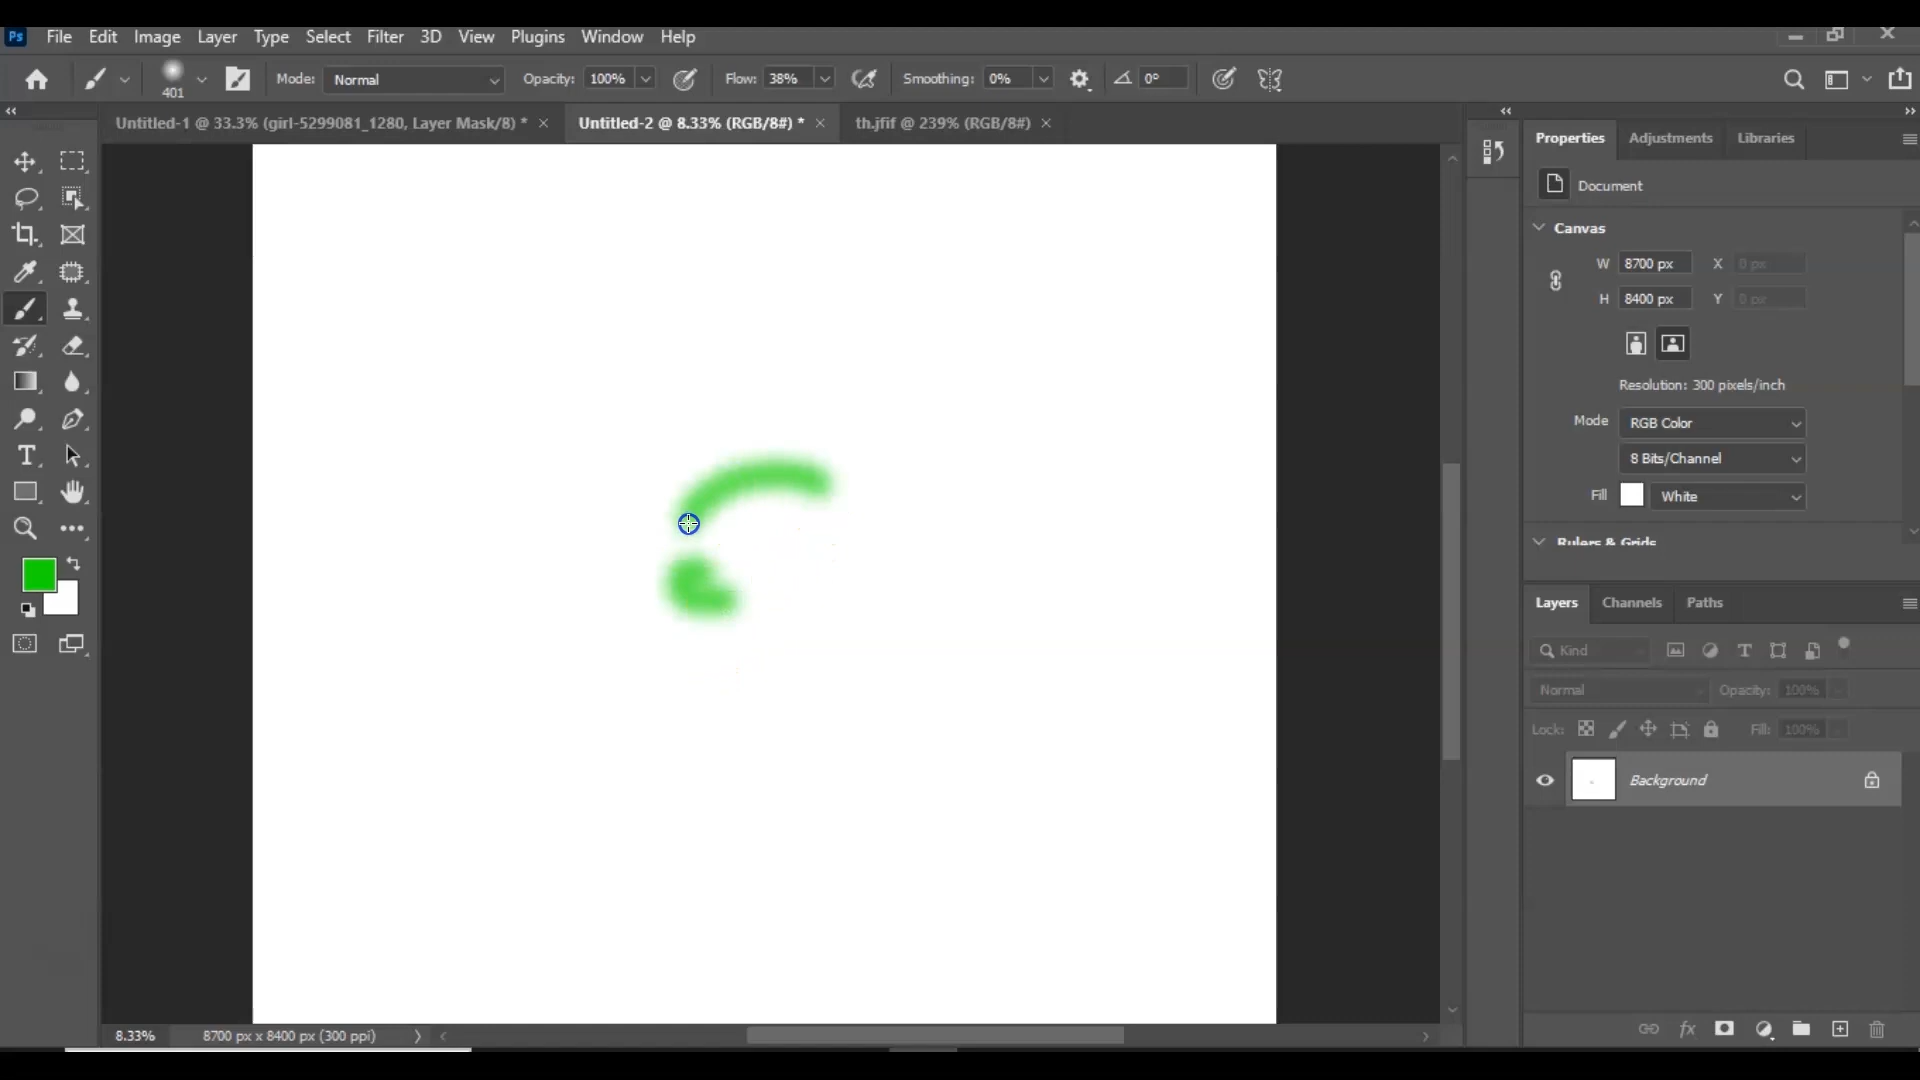 Ps File Edit Image Layer Type Select Filter 3D View Plugins Window Help
401 Mode: Normal Opacity: 100% Flow: 38% Smoothing: 0% 0°
Untitled-1 @ 33.3% (girl-5299081_1280, Layer Mask/8) * Untitled-2 @ 8.33% (RGB/8#) * th.jfif @ 239% (RGB/8#)
Properties Adjustments Libraries
Document
Canvas
W 8700 px X 0 px
H 8400 px Y 0 px
Resolution: 300 pixels/inch
Mode RGB Color
8 Bits/Channel
Fill White
Rulers & Grids
Layers Channels Paths
Kind
Normal Opacity: 100%
Lock: Fill: 100%
Background
8.33% 8700 px x 8400 px (300 ppi)